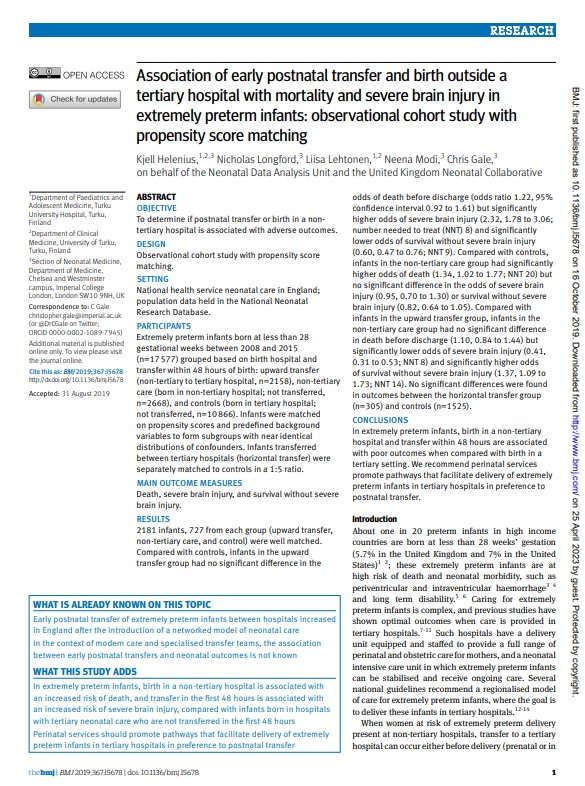 RESEARCH
OPEN ACCESS
Check for updates
Association of early postnatal transfer and birth outside a
tertiary hospital with mortality and severe brain injury in
extremely preterm infants: observational cohort study with
propensity score matching
Kjell Helenius,1,2,3 Nicholas Longford,3 Liisa Lehtonen,1,2 Neena Modi,3 Chris Gale,3
on behalf of the Neonatal Data Analysis Unit and the United Kingdom Neonatal Collaborative
1Department of Paediatrics and
Adolescent Medicine, Turku
University Hospital, Turku,
Finland
2Department of Clinical
Medicine, University of Turku,
Turku, Finland
3Section of Neonatal Medicine,
Department of Medicine,
Chelsea and Westminster
campus, Imperial College
London, London SW10 9NH, UK
Correspondence to: C Gale
christopher.gale@imperial.ac.uk
(or @DrCGale on Twitter;
ORCID 0000-0002-1089-7945)
Additional material is published
online only. To view please visit
the journal online.
Cite this as: BMJ 2019;367:l5678
http://dx.doi.org/10.1136/bmj.l5678
Accepted: 31 August 2019
ABSTRACT
OBJECTIVE
To determine if postnatal transfer or birth in a non-
tertiary hospital is associated with adverse outcomes.
DESIGN
Observational cohort study with propensity score
matching.
SETTING
National health service neonatal care in England;
population data held in the National Neonatal
Research Database.
PARTICIPANTS
Extremely preterm infants born at less than 28
gestational weeks between 2008 and 2015
(n=17 577) grouped based on birth hospital and
transfer within 48 hours of birth: upward transfer
(non-tertiary to tertiary hospital, n=2158), non-tertiary
care (born in non-tertiary hospital; not transferred,
n=2668), and controls (born in tertiary hospital;
not transferred, n=10 866). Infants were matched
on propensity scores and predefined background
variables to form subgroups with near identical
distributions of confounders. Infants transferred
between tertiary hospitals (horizontal transfer) were
separately matched to controls in a 1:5 ratio.
MAIN OUTCOME MEASURES
Death, severe brain injury, and survival without severe
brain injury.
RESULTS
2181 infants, 727 from each group (upward transfer,
non-tertiary care, and control) were well matched.
Compared with controls, infants in the upward
transfer group had no significant difference in the
odds of death before discharge (odds ratio 1.22, 95%
confidence interval 0.92 to 1.61) but significantly
higher odds of severe brain injury (2.32, 1.78 to 3.06;
number needed to treat (NNT) 8) and significantly
lower odds of survival without severe brain injury
(0.60, 0.47 to 0.76; NNT 9). Compared with controls,
infants in the non-tertiary care group had significantly
higher odds of death (1.34, 1.02 to 1.77; NNT 20) but
no significant difference in the odds of severe brain
injury (0.95, 0.70 to 1.30) or survival without severe
brain injury (0.82, 0.64 to 1.05). Compared with
infants in the upward transfer group, infants in the
non-tertiary care group had no significant difference
in death before discharge (1.10, 0.84 to 1.44) but
significantly lower odds of severe brain injury (0.41,
0.31 to 0.53; NNT 8) and significantly higher odds of
survival without severe brain injury (1.37, 1.09 to
1.73; NNT 14). No significant differences were found
in outcomes between the horizontal transfer group
(n=305) and controls (n=1525).
CONCLUSIONS
In extremely preterm infants, birth in a non-tertiary
hospital and transfer within 48 hours are associated
with poor outcomes when compared with birth in a
tertiary setting. We recommend perinatal services
promote pathways that facilitate delivery of extremely
preterm infants in tertiary hospitals in preference to
postnatal transfer.
Introduction
About one in 20 preterm infants in high income
countries are born at less than 28 weeks' gestation
(5.7% in the United Kingdom and 7% in the United
States)1 2; these extremely preterm infants are at
high risk of death and neonatal morbidity, such as
periventricular and intraventricular haemorrhage3 4
and long term disability.5 6 Caring for extremely
preterm infants is complex, and previous studies have
shown optimal outcomes when care is provided in
tertiary hospitals.7-11 Such hospitals have a delivery
unit equipped and staffed to provide a full range of
perinatal and obstetric care for mothers, and a neonatal
intensive care unit in which extremely preterm infants
can be stabilised and receive ongoing care. Several
national guidelines recommend a regionalised model
of care for extremely preterm infants, where the goal is
to deliver these infants in tertiary hospitals.12-14
When women at risk of extremely preterm delivery
present at non-tertiary hospitals, transfer to a tertiary
hospital can occur either before delivery (prenatal or in
WHAT IS ALREADY KNOWN ON THIS TOPIC
Early postnatal transfer of extremely preterm infants between hospitals increased
in England after the introduction of a networked model of neonatal care
In the context of modern care and specialised transfer teams, the association
between early postnatal transfers and neonatal outcomes is not known
WHAT THIS STUDY ADDS
In extremely preterm infants, birth in a non-tertiary hospital is associated with
an increased risk of death, and transfer in the first 48 hours is associated with
an increased risk of severe brain injury, compared with infants born in hospitals
with tertiary neonatal care who are not transferred in the first 48 hours
Perinatal services should promote pathways that facilitate delivery of extremely
preterm infants in tertiary hospitals in preference to postnatal transfer
thebmj | BMJ 2019;367:l5678 | doi: 10.1136/bmj.l5678
1
BMJ: first published as 10.1136/bmj.l5678 on 16 October 2019. Downloaded from http://www.bmj.com/ on 25 April 2023 by guest. Protected by copyright.